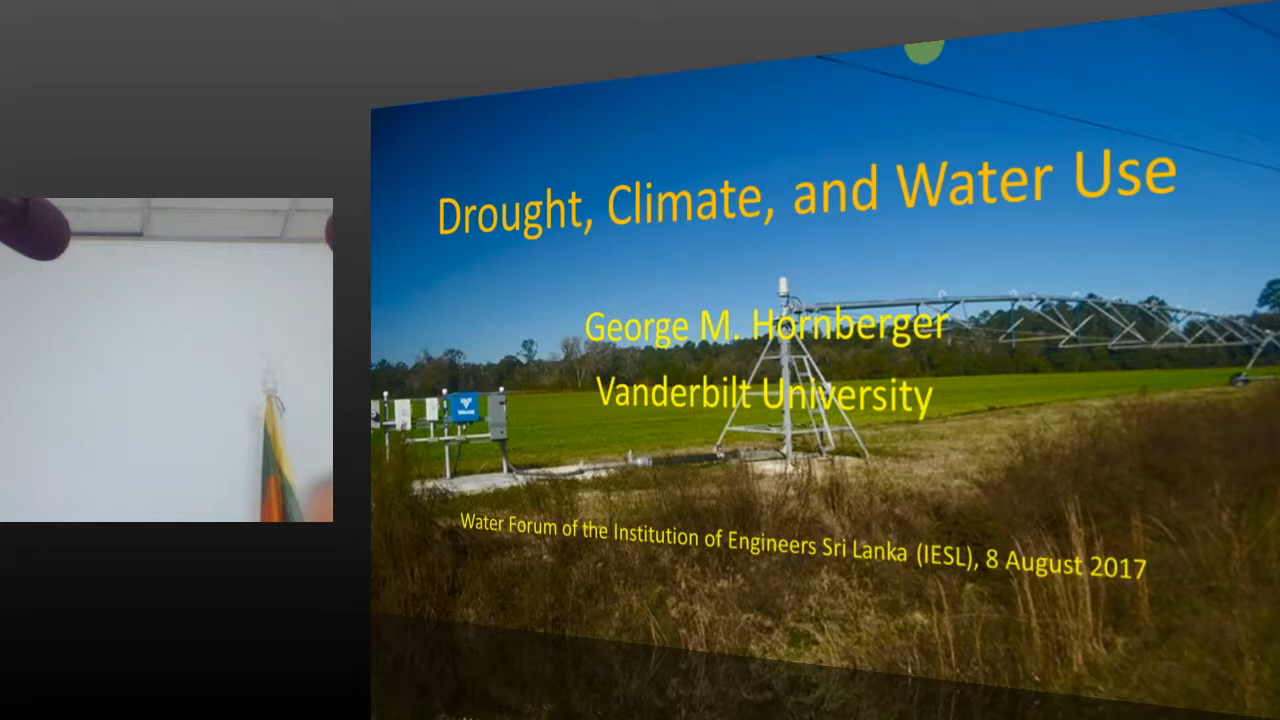 Drought, Climate, and Water Use
George M. Hornberger
Vanderbilt University
Water Forum of the Institution of Engineers Sri Lanka (IESL), 8 August 2017